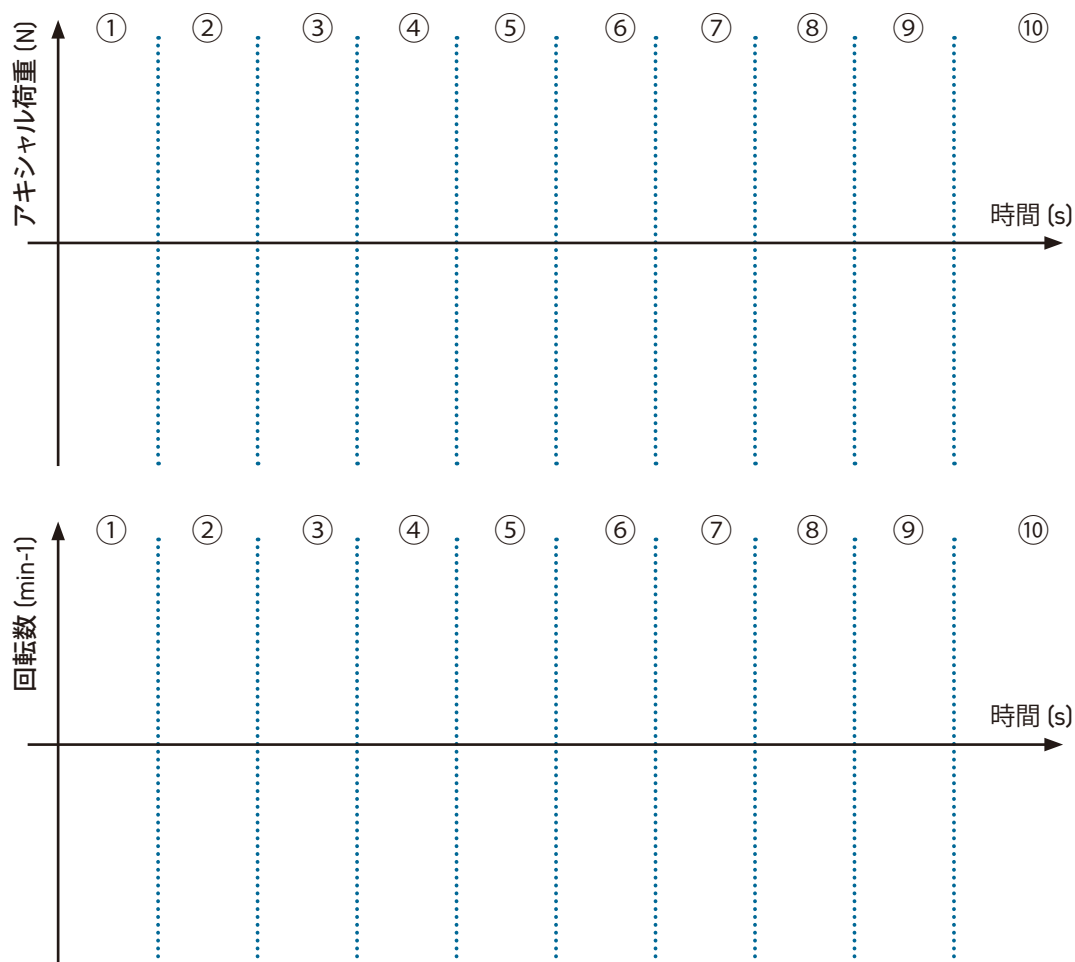 ① ② ③ ④ ⑤ ⑥ ⑦ ⑧ ⑨ ⑩
アキシャル荷重 (N)
時間 (s)
① ② ③ ④ ⑤ ⑥ ⑦ ⑧ ⑨ ⑩
回転数 (min-1)
時間 (s)